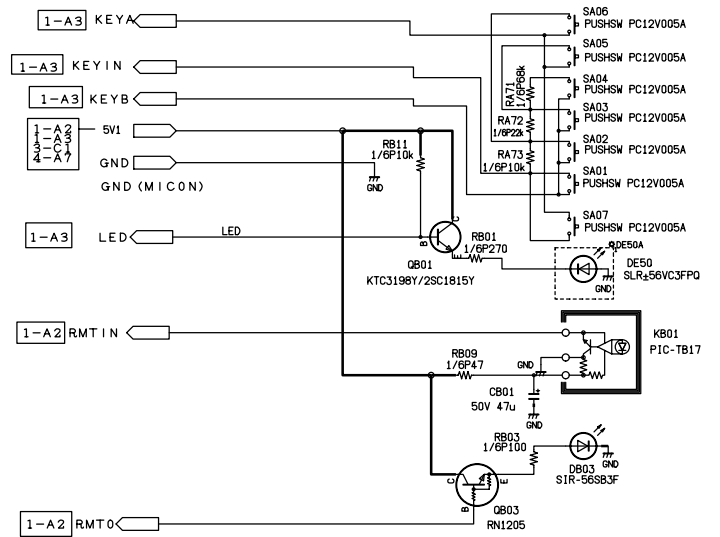 1-A3 KEYA
SA06
PUSHSW PC12V005A
SA05
PUSHSW PC12V005A
1-A3 KEYIN
SA04
PUSHSW PC12V005A
RA71
1/6P68k
1-A3 KEYB
SA03
PUSHSW PC12V005A
RA72
1/6P22k
1-A2
1-A3
3-C1
4-A7
5V1
RB11
1/6P10k
SA02
PUSHSW PC12V005A
RA73
1/6P10k
GND
GND
SA01
PUSHSW PC12V005A
GND (MICON)
SA07
PUSHSW PC12V005A
1-A3 LED
LED
C
B
E
QB01
KTC3198Y/2SC1815Y
RB01
1/6P270
DE50A
DE50
SLR±56VC3FPQ
GND
1-A2 RMTIN
KB01
PIC-TB17
RB09
1/6P47
GND
CB01
50V 47u
+
GND
RB03
1/6P100
GND
DB03
SIR-56SB3F
C
E
B
QB03
RN1205
1-A2 RMTO